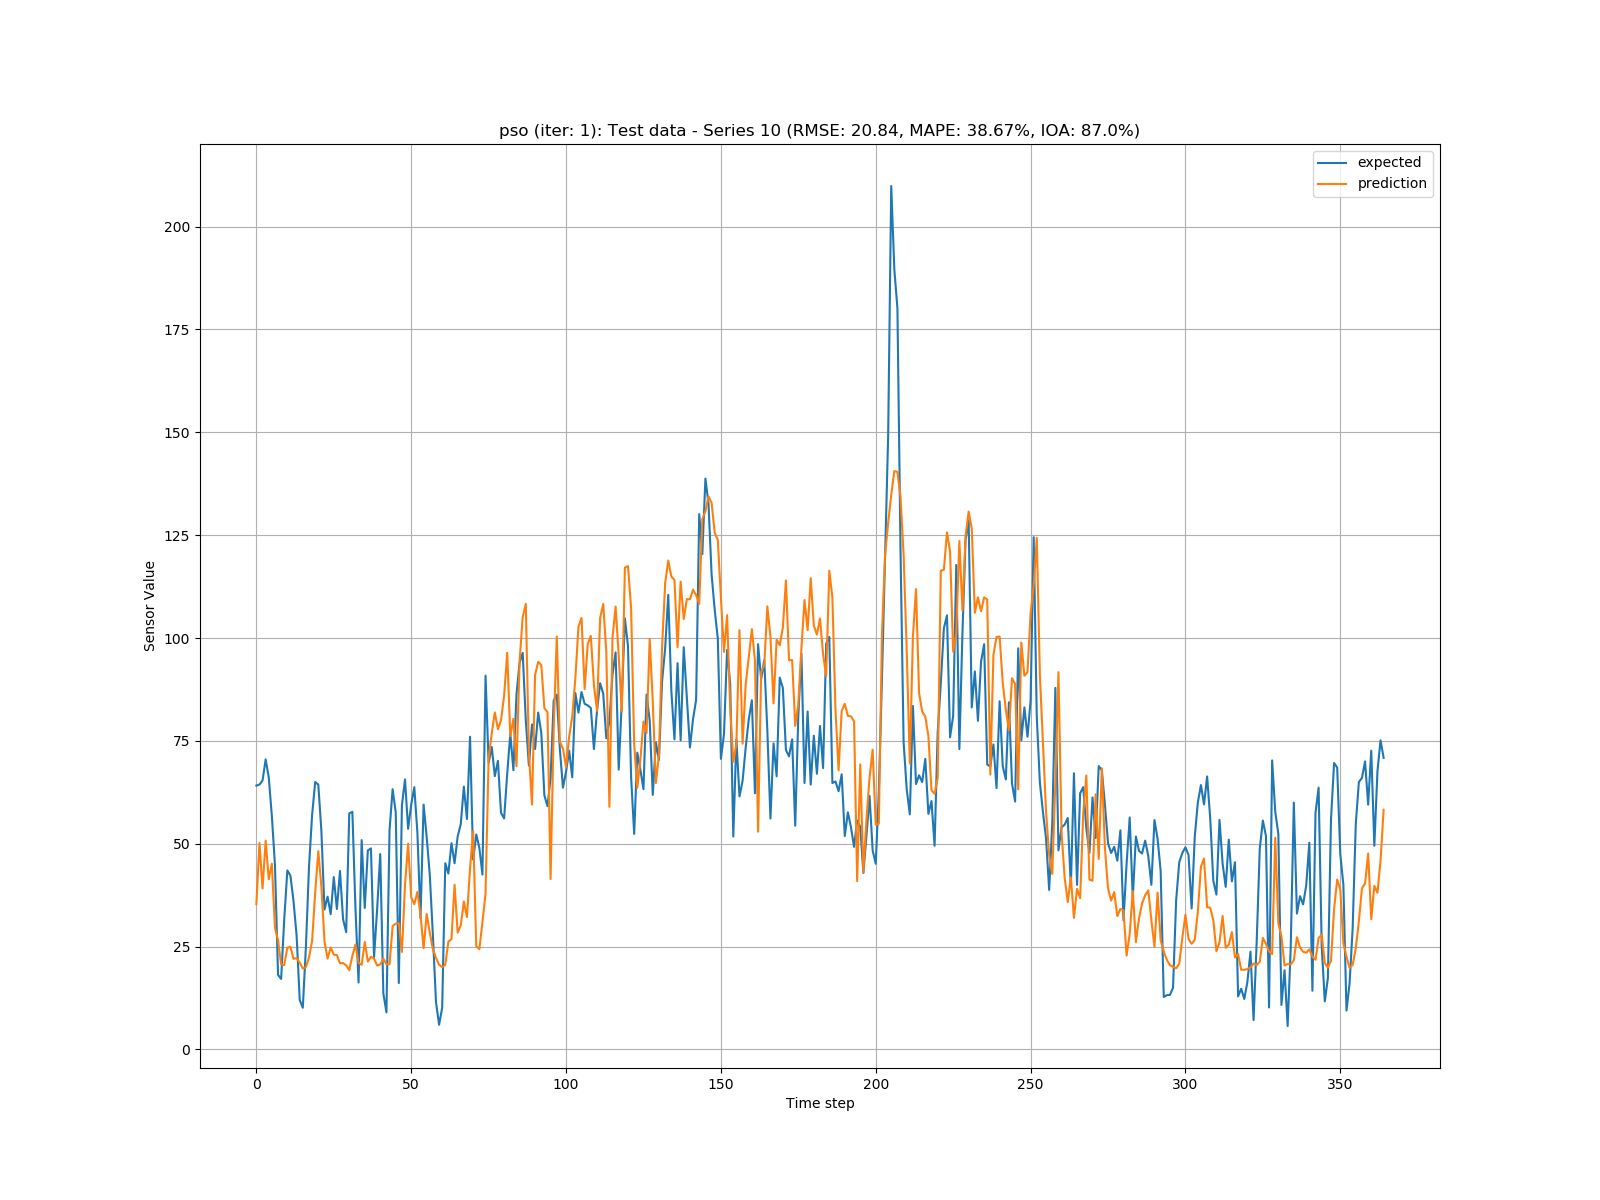 pso (iter: 1): Test data - Series 10 (RMSE: 20.84, MAPE: 38.67%, IOA: 87.0%)
expected
prediction
200
175
150
125
100
75
50
25
0
Sensor Value
0 50 100 150 200 250 300 350
Time step